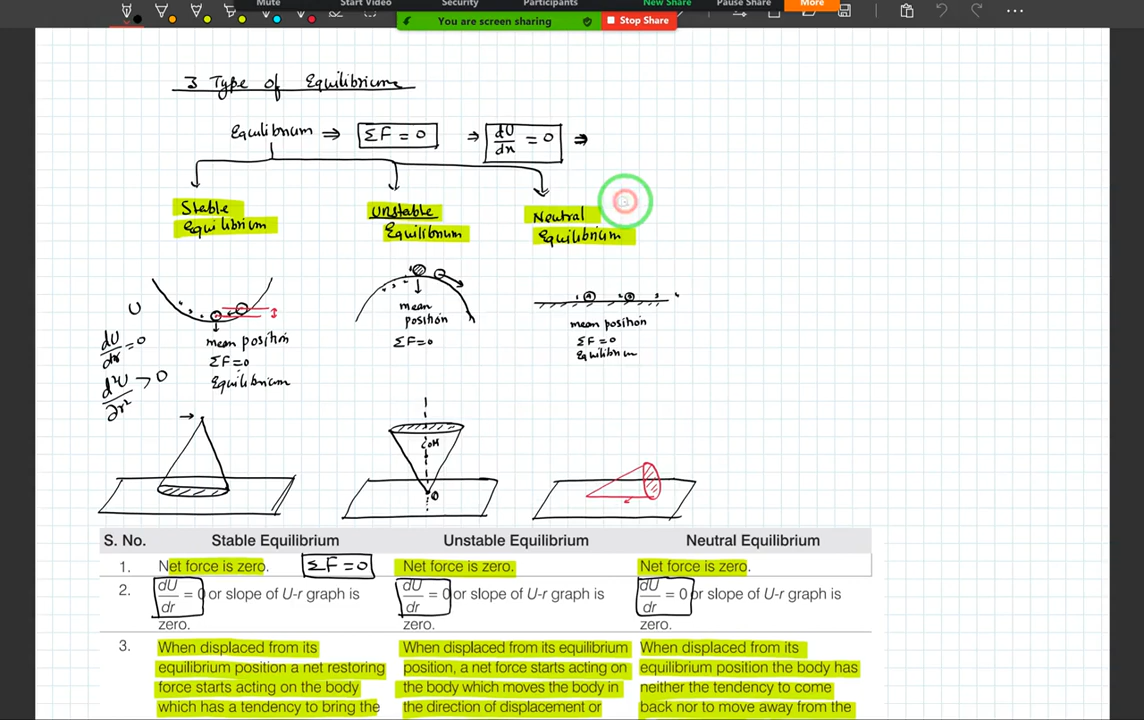 Mute
Start Video
Security
Participants
New Share
Pause Share
More
You are screen sharing
Stop Share
3 Type of Equilibrium
Equilibrium ⇒ ΣF = 0 ⇒ dU/dx = 0 ⇒
Stable
Equilibrium
Unstable
Equilibrium
Neutral
Equilibrium
U
dU/dr = 0
d²U/dr² > 0
mean position
ΣF=0
Equilibrium
mean
position
ΣF=0
mean position
ΣF=0
Equilibrium
COM
O
S. No. Stable Equilibrium Unstable Equilibrium Neutral Equilibrium
1. Net force is zero. ΣF = 0 Net force is zero. Net force is zero.
2. dU/dr = 0 or slope of U-r graph is zero. dU/dr = 0 or slope of U-r graph is zero. dU/dr = 0 or slope of U-r graph is zero.
3. When displaced from its When displaced from its equilibrium When displaced from its
equilibrium position a net restoring position, a net force starts acting on equilibrium position the body has
force starts acting on the body the body which moves the body in neither the tendency to come
which has a tendency to bring the the direction of displacement or back nor to move away from the